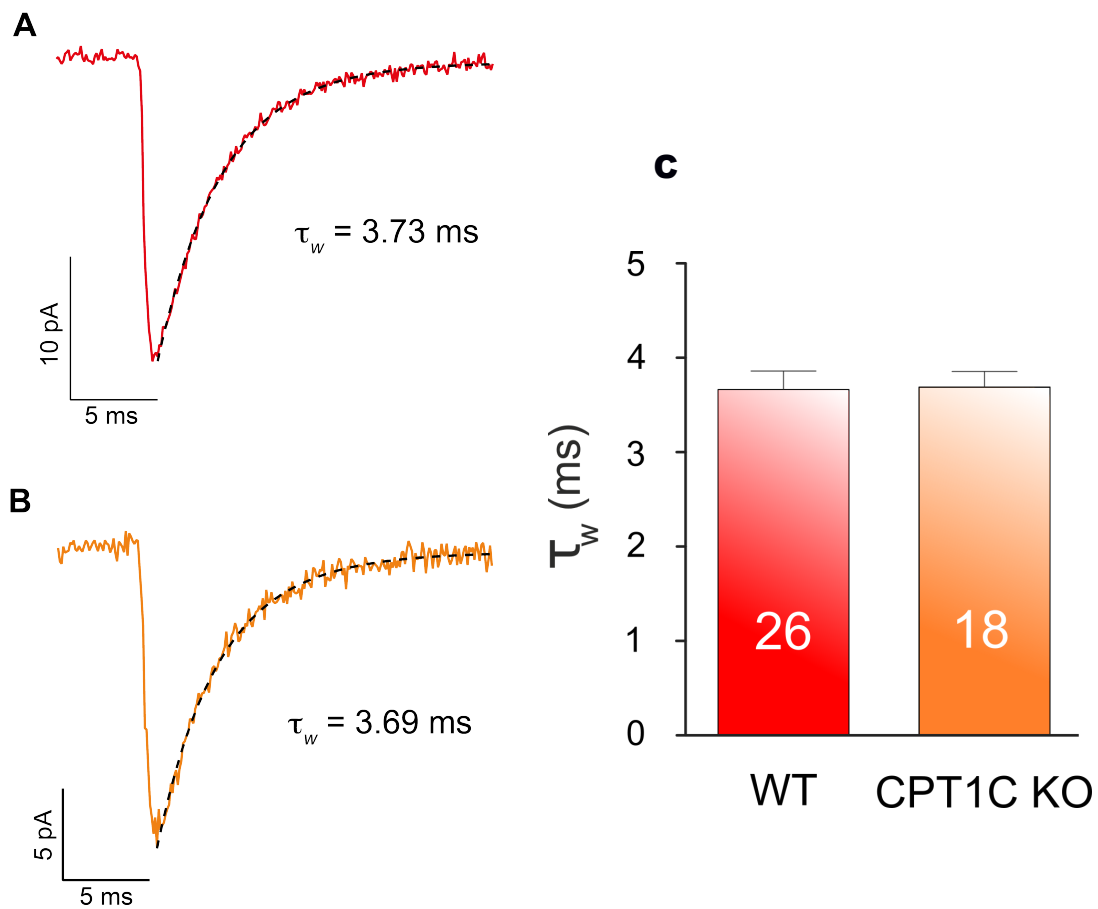 A
τw = 3.73 ms
10 pA
5 ms
B
τw = 3.69 ms
5 pA
5 ms
C
5
4
3
2
1
0
τw (ms)
26
18
WT
CPT1C KO